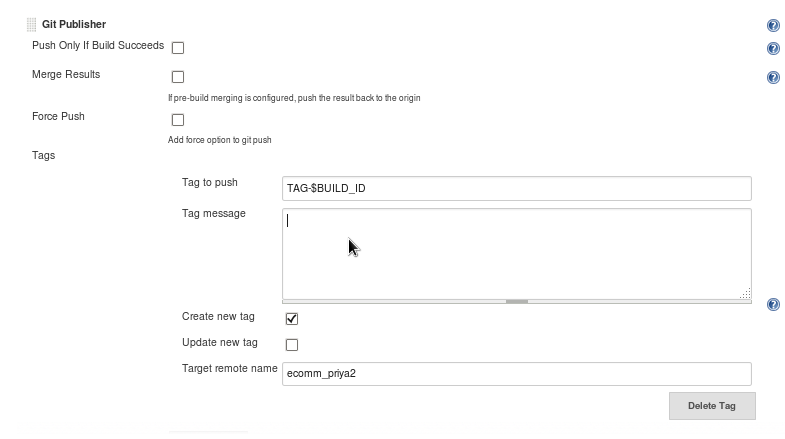 Git Publisher
Push Only If Build Succeeds
Merge Results
If pre-build merging is configured, push the result back to the origin
Force Push
Add force option to git push
Tags
Tag to push TAG-$BUILD_ID
Tag message
Create new tag
Update new tag
Target remote name ecomm_priya2
Delete Tag